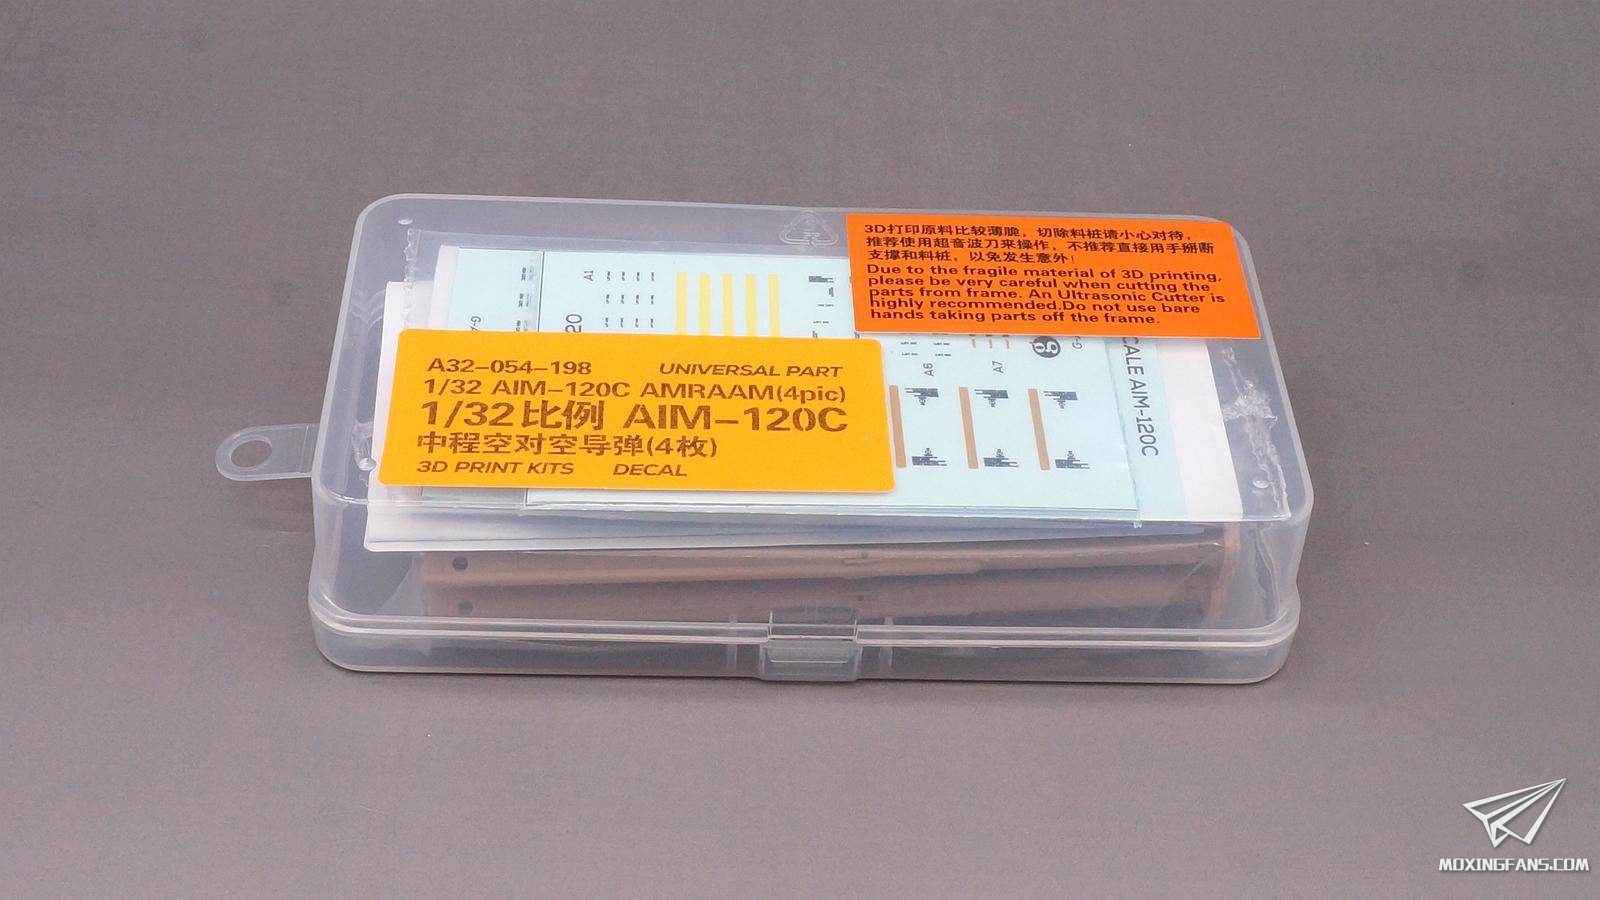 3D打印原料比较薄脆，切除料桩请小心对待，
推荐使用超音波刀来操作，不推荐直接用手掰断
支撑和料桩，以免发生意外！
Due to the fragile material of 3D printing,
please be very careful when cutting the
parts from frame. An Ultrasonic Cutter is
highly recommended.Do not use bare
hands taking parts off the frame.
A1
20
A6
A7
CALE AIM-120C
A32-054-198 UNIVERSAL PART
1/32 AIM-120C AMRAAM(4pic)
1/32比例 AIM-120C
中程空对空导弹(4枚)
3D PRINT KITS DECAL
MOXINGFANS.COM